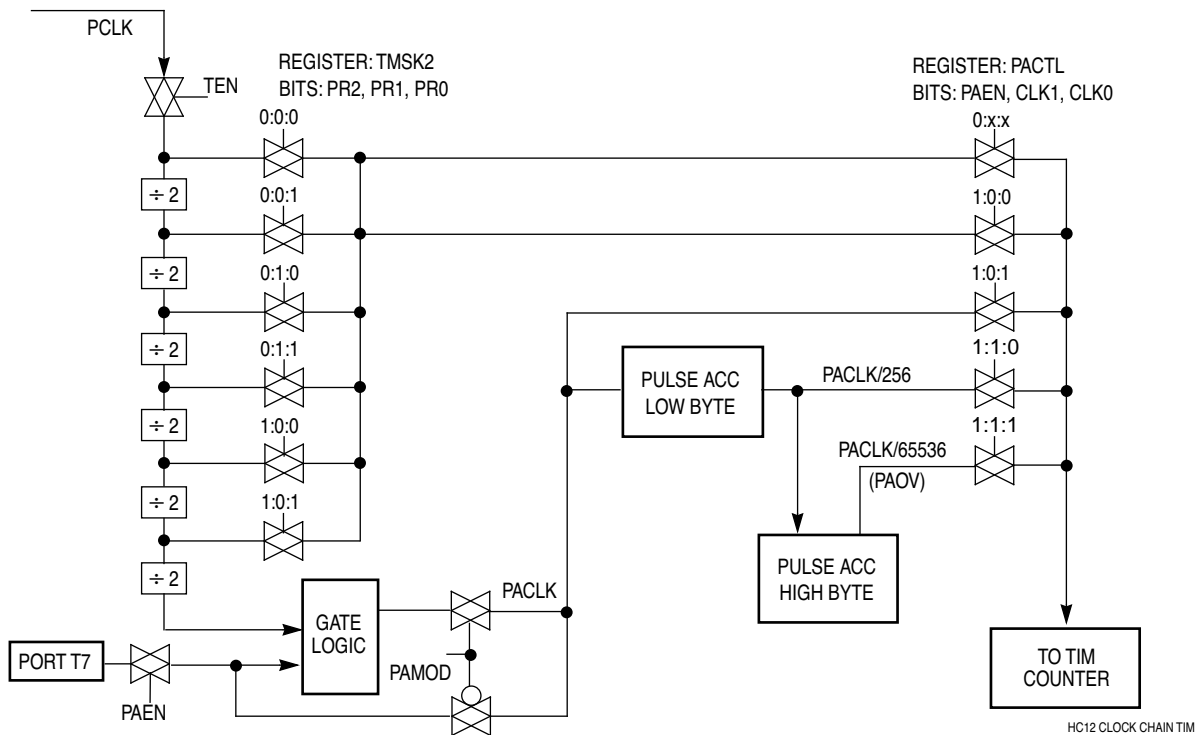 PCLK
TEN
REGISTER: TMSK2
BITS: PR2, PR1, PR0
REGISTER: PACTL
BITS: PAEN, CLK1, CLK0
0:0:0
0:x:x
÷ 2
0:0:1
1:0:0
÷ 2
0:1:0
1:0:1
÷ 2
0:1:1
1:1:0
PULSE ACC
LOW BYTE
PACLK/256
÷ 2
1:0:0
1:1:1
PACLK/65536
(PAOV)
÷ 2
1:0:1
PULSE ACC
HIGH BYTE
÷ 2
GATE
LOGIC
PACLK
PORT T7
PAEN
PAMOD
TO TIM
COUNTER
HC12 CLOCK CHAIN TIM